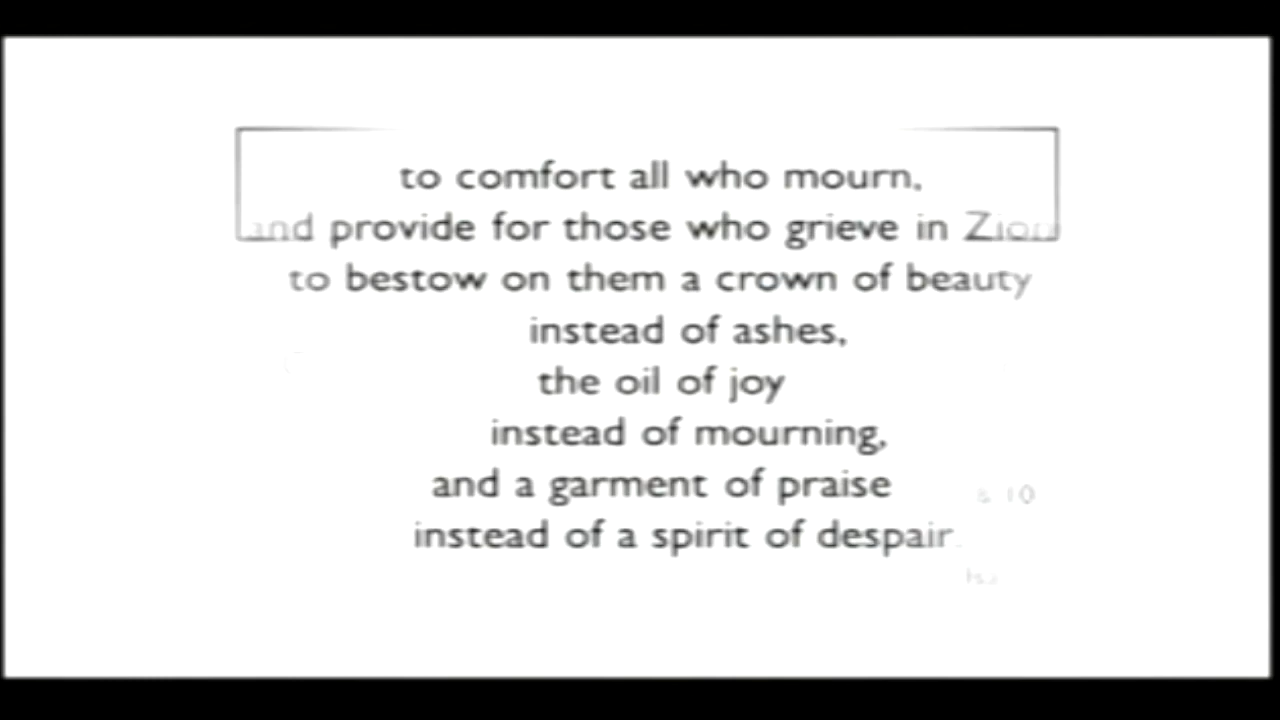 to comfort all who mourn,
and provide for those who grieve in Zion
to bestow on them a crown of beauty
instead of ashes,
the oil of joy
instead of mourning,
and a garment of praise
& 10
instead of a spirit of despair.